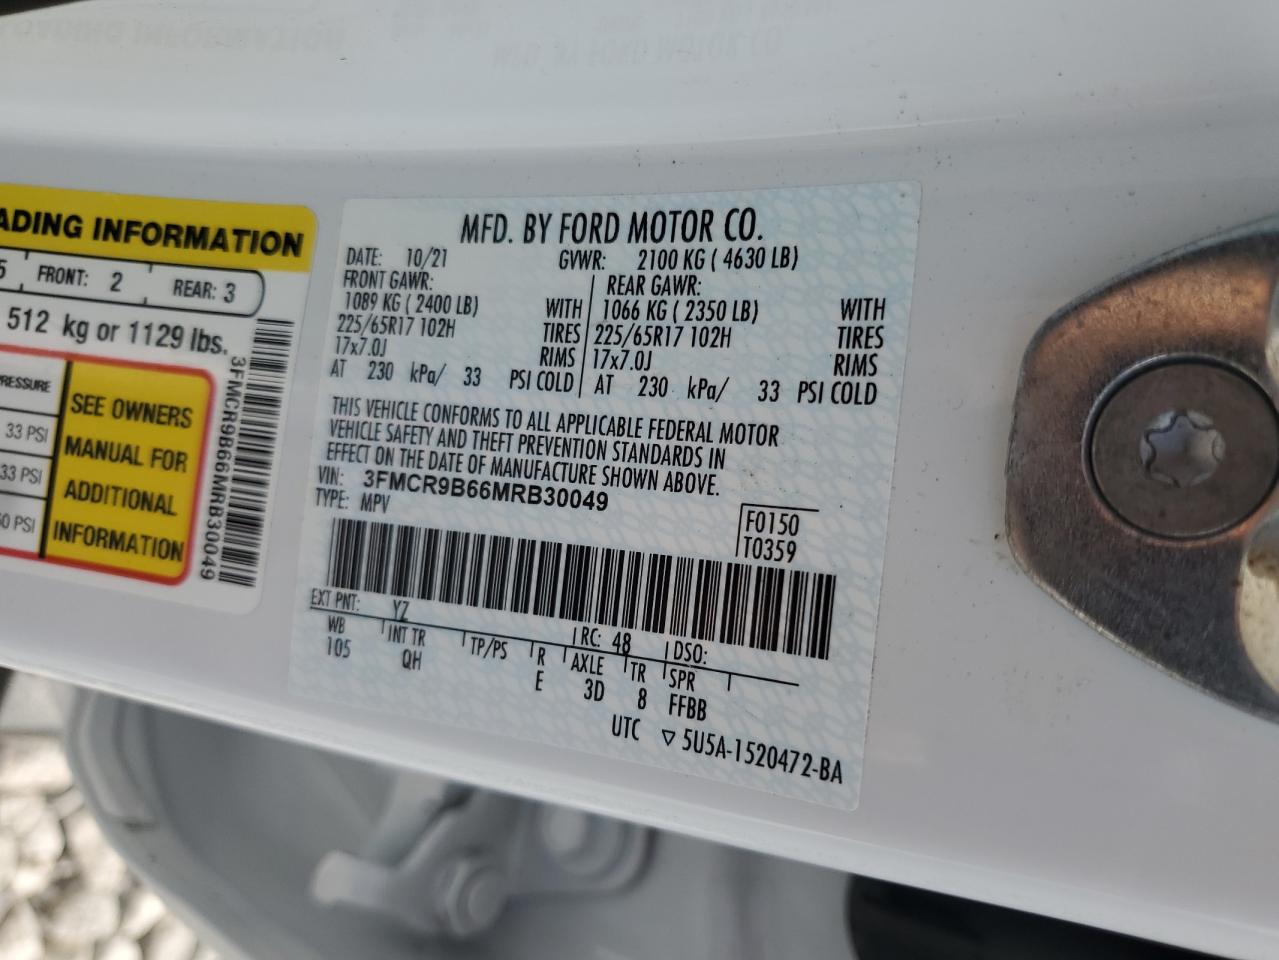 ADING INFORMATION
5 FRONT: 2 REAR: 3
512 kg or 1129 lbs.
RESSURE
33 PSI
33 PSI
0 PSI
SEE OWNERS
MANUAL FOR
ADDITIONAL
INFORMATION
3FMCR9B66MRB30049
MFD. BY FORD MOTOR CO.
DATE: 10/21 GVWR: 2100 KG ( 4630 LB)
FRONT GAWR: REAR GAWR:
1089 KG ( 2400 LB) WITH 1066 KG ( 2350 LB) WITH
225/65R17 102H TIRES 225/65R17 102H TIRES
17x7.0J RIMS 17x7.0J RIMS
AT 230 kPa/ 33 PSI COLD AT 230 kPa/ 33 PSI COLD
THIS VEHICLE CONFORMS TO ALL APPLICABLE FEDERAL MOTOR
VEHICLE SAFETY AND THEFT PREVENTION STANDARDS IN
EFFECT ON THE DATE OF MANUFACTURE SHOWN ABOVE.
VIN: 3FMCR9B66MRB30049
TYPE: MPV
F0150
T0359
EXT PNT: YZ RC: 48 DSO:
WB INT TR TP/PS R AXLE TR SPR
105 QH E 3D 8 FFBB
UTC ▽ 5U5A-1520472-BA